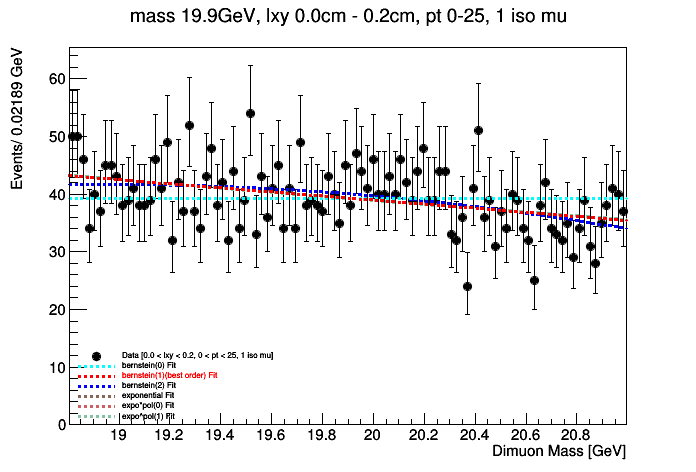 mass 19.9GeV, lxy 0.0cm - 0.2cm, pt 0-25, 1 iso mu
Events/ 0.02189 GeV
60
50
40
30
20
10
0
Data [0.0 < lxy < 0.2, 0 < pt < 25, 1 iso mu]
bernstein(0) Fit
bernstein(1)(best order) Fit
bernstein(2) Fit
exponential Fit
expo*pol(0) Fit
expo*pol(1) Fit
19 19.2 19.4 19.6 19.8 20 20.2 20.4 20.6 20.8
Dimuon Mass [GeV]